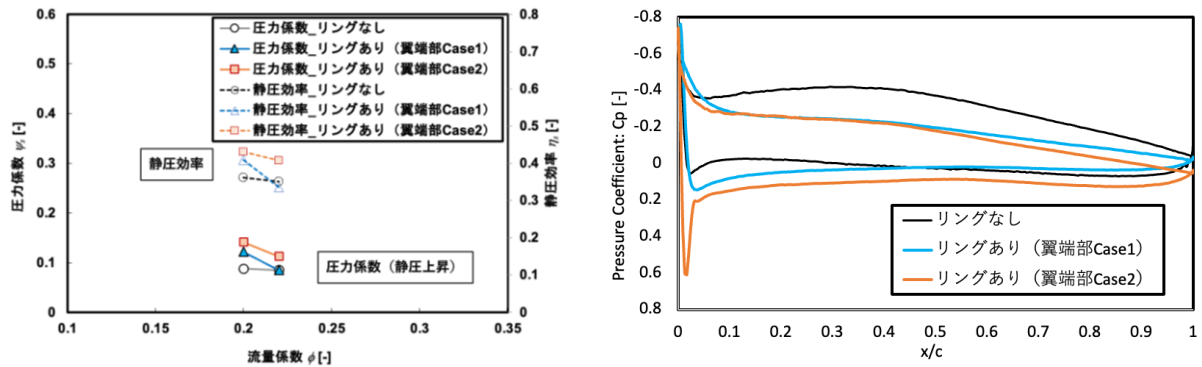 圧力係数_リングなし
圧力係数_リングあり（翼端部Case1）
圧力係数_リングあり（翼端部Case2）
静圧効率_リングなし
静圧効率_リングあり（翼端部Case1）
静圧効率_リングあり（翼端部Case2）
0.6
0.5
0.4
0.3
0.2
0.1
0
圧力係数 ψs [-]
静圧効率
圧力係数（静圧上昇）
0.8
0.7
0.6
0.5
0.4
0.3
0.2
0.1
0
静圧効率 ηs [-]
0.1 0.15 0.2 0.25 0.3 0.35
流量係数 ϕ [-]
-0.8
-0.6
-0.4
-0.2
0
0.2
0.4
0.6
0.8
Pressure Coefficient: Cp [-]
リングなし
リングあり（翼端部Case1）
リングあり（翼端部Case2）
0 0.1 0.2 0.3 0.4 0.5 0.6 0.7 0.8 0.9 1
x/c